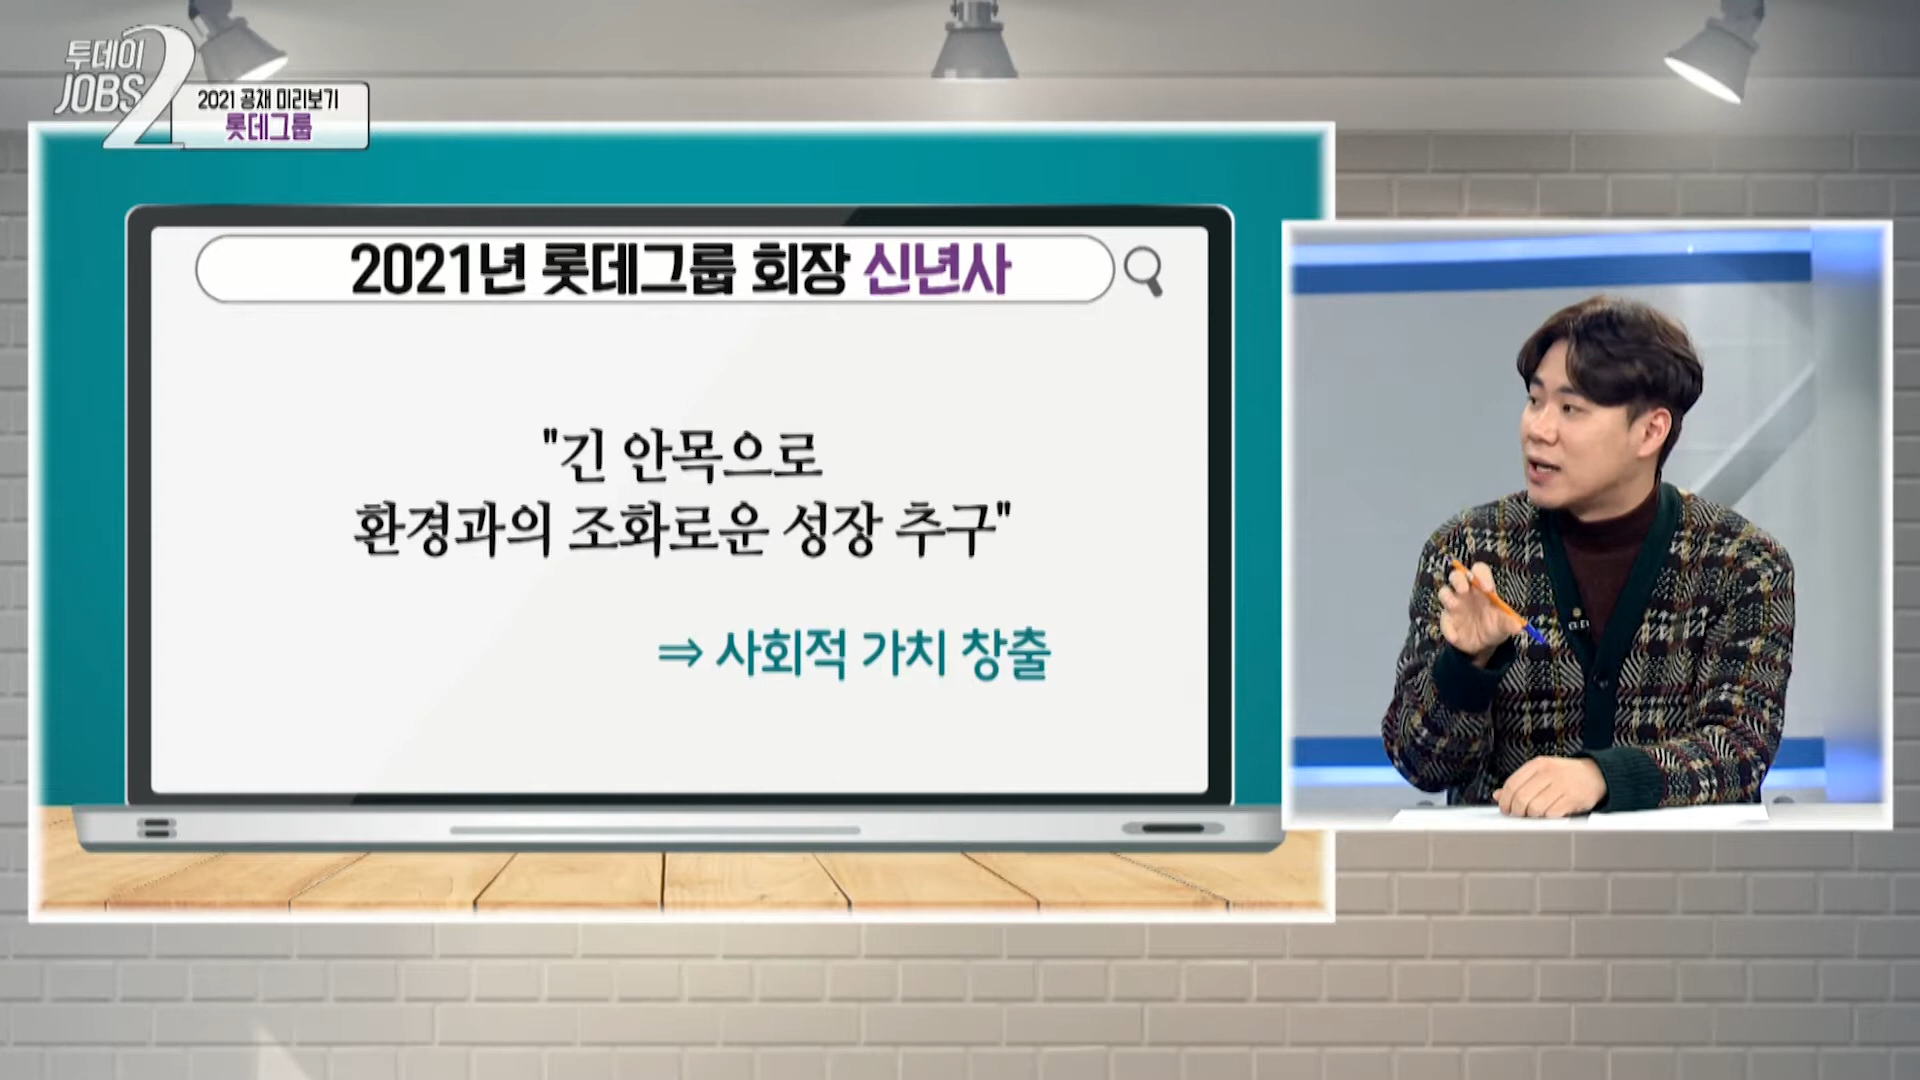 투데이
JOBS 2
2021 공채 미리보기
롯데그룹
2021년 롯데그룹 회장 신년사
"긴 안목으로
환경과의 조화로운 성장 추구"
⇒ 사회적 가치 창출